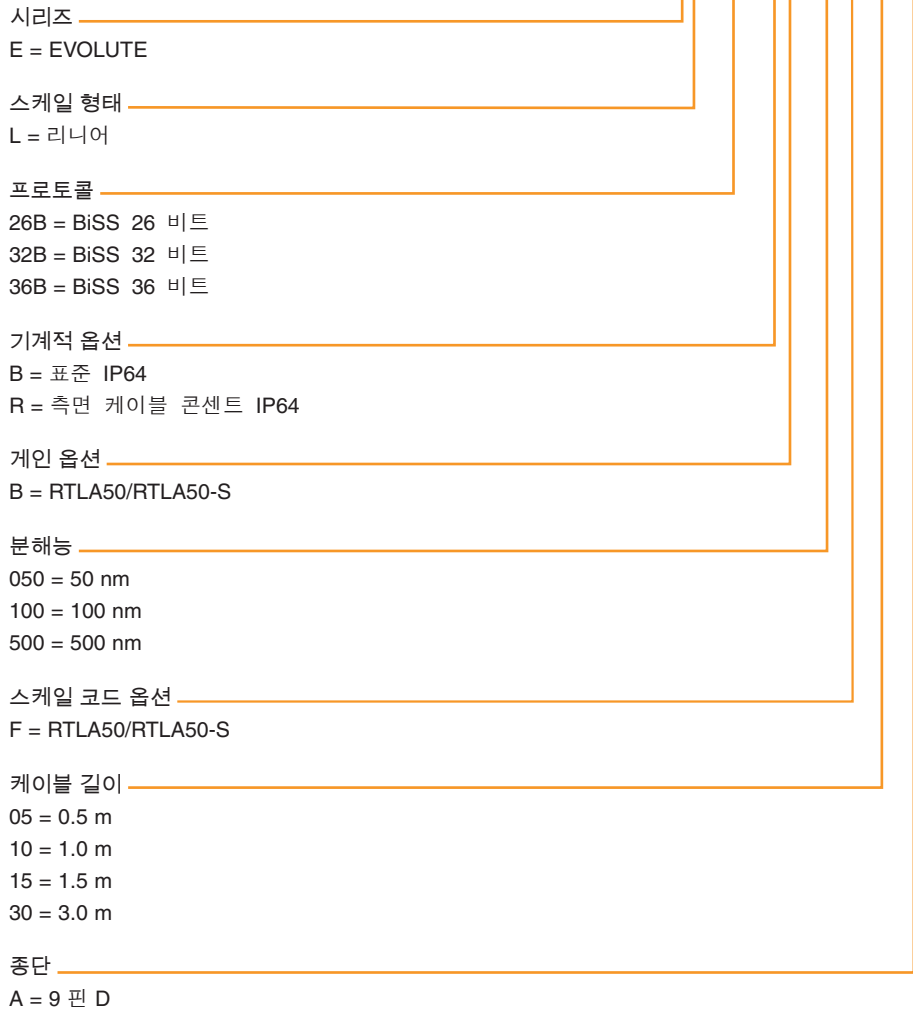 시리즈
E = EVOLUTE
스케일 형태
L = 리니어
프로토콜
26B = BiSS 26 비트
32B = BiSS 32 비트
36B = BiSS 36 비트
기계적 옵션
B = 표준 IP64
R = 측면 케이블 콘센트 IP64
게인 옵션
B = RTLA50/RTLA50-S
분해능
050 = 50 nm
100 = 100 nm
500 = 500 nm
스케일 코드 옵션
F = RTLA50/RTLA50-S
케이블 길이
05 = 0.5 m
10 = 1.0 m
15 = 1.5 m
30 = 3.0 m
종단
A = 9 핀 D